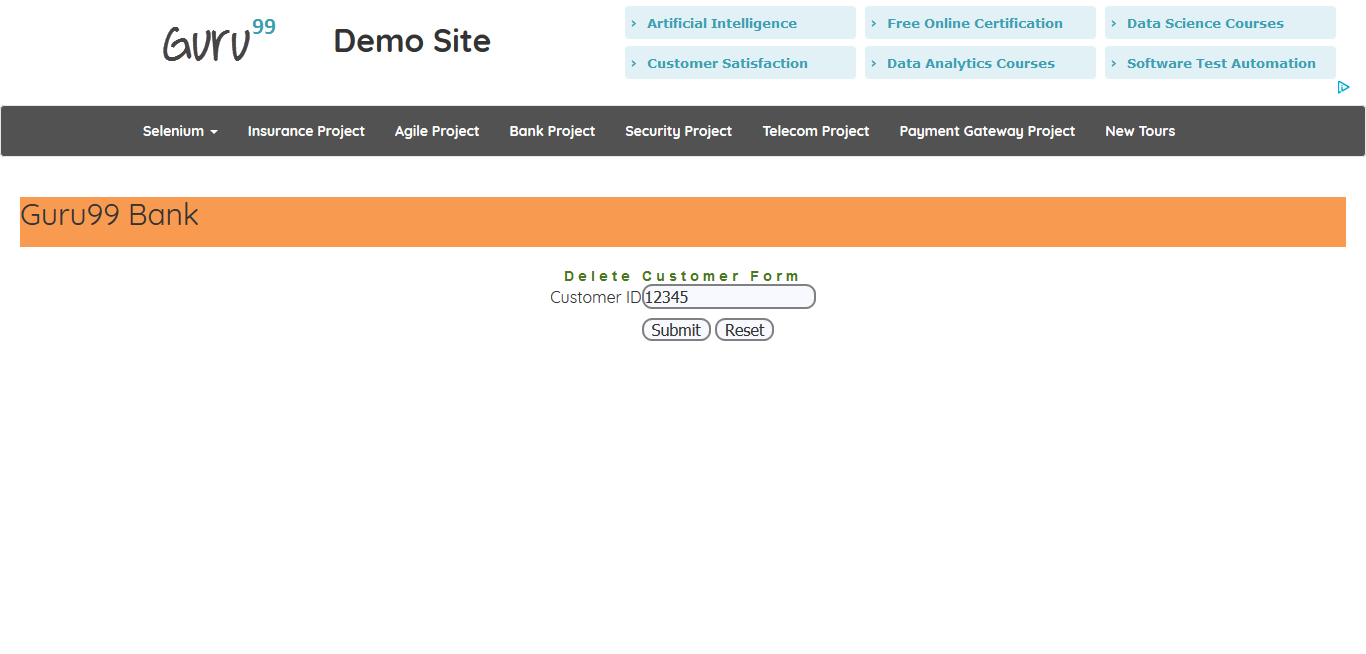 Guru99
Demo Site
› Artificial Intelligence
› Free Online Certification
› Data Science Courses
› Customer Satisfaction
› Data Analytics Courses
› Software Test Automation
Selenium Insurance Project Agile Project Bank Project Security Project Telecom Project Payment Gateway Project New Tours
Guru99 Bank
Delete Customer Form
Customer ID 12345
Submit Reset